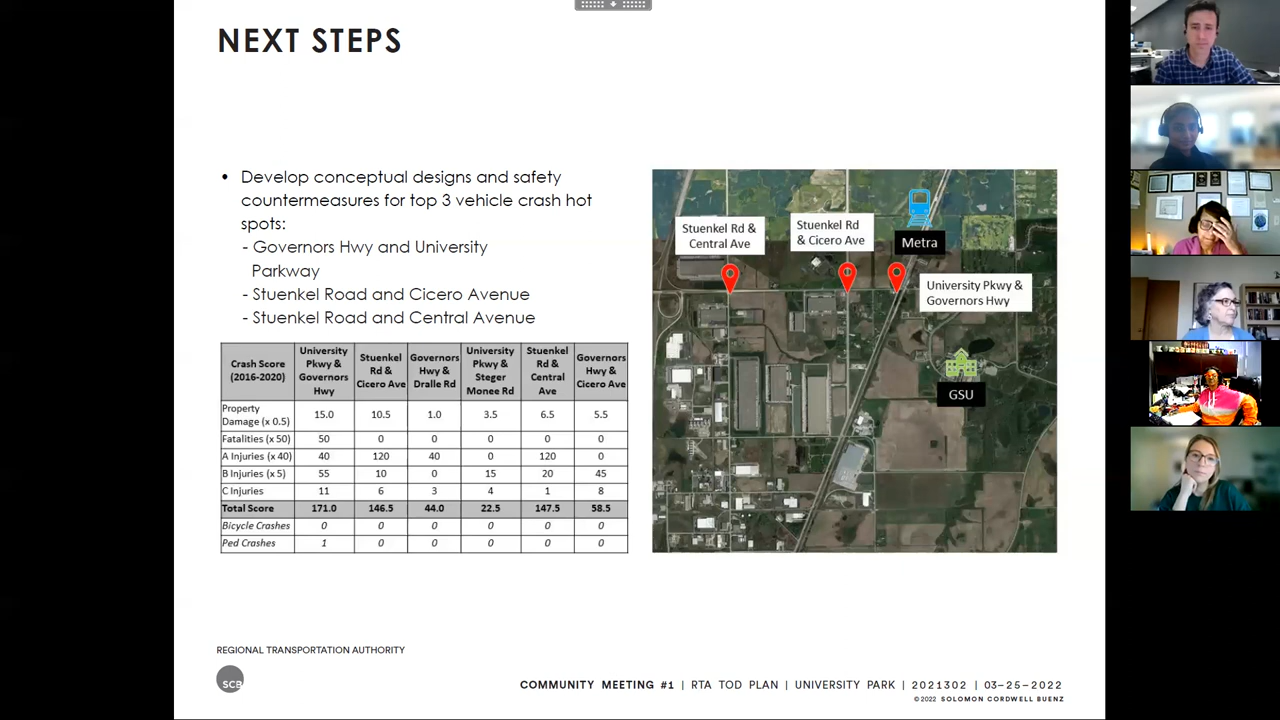 NEXT STEPS
• Develop conceptual designs and safety
countermeasures for top 3 vehicle crash hot
spots:
- Governors Hwy and University
Parkway
- Stuenkel Road and Cicero Avenue
- Stuenkel Road and Central Avenue
Crash Score (2016-2020) University Pkwy & Governors Hwy Stuenkel Rd & Cicero Ave Governors Hwy & Dralle Rd University Pkwy & Steger Monee Rd Stuenkel Rd & Central Ave Governors Hwy & Cicero Ave
Property Damage (x 0.5) 15.0 10.5 1.0 3.5 6.5 5.5
Fatalities (x 50) 50 0 0 0 0 0
A Injuries (x 40) 40 120 40 0 120 0
B Injuries (x 5) 55 10 0 15 20 45
C Injuries 11 6 3 4 1 8
Total Score 171.0 146.5 44.0 22.5 147.5 58.5
Bicycle Crashes 0 0 0 0 0 0
Ped Crashes 1 0 0 0 0 0
Stuenkel Rd &
Central Ave
Stuenkel Rd
& Cicero Ave
Metra
University Pkwy &
Governors Hwy
GSU
REGIONAL TRANSPORTATION AUTHORITY
SCB
COMMUNITY MEETING #1 | RTA TOD PLAN | UNIVERSITY PARK | 2021302 | 03-25-2022
©2022 SOLOMON CORDWELL BUENZ